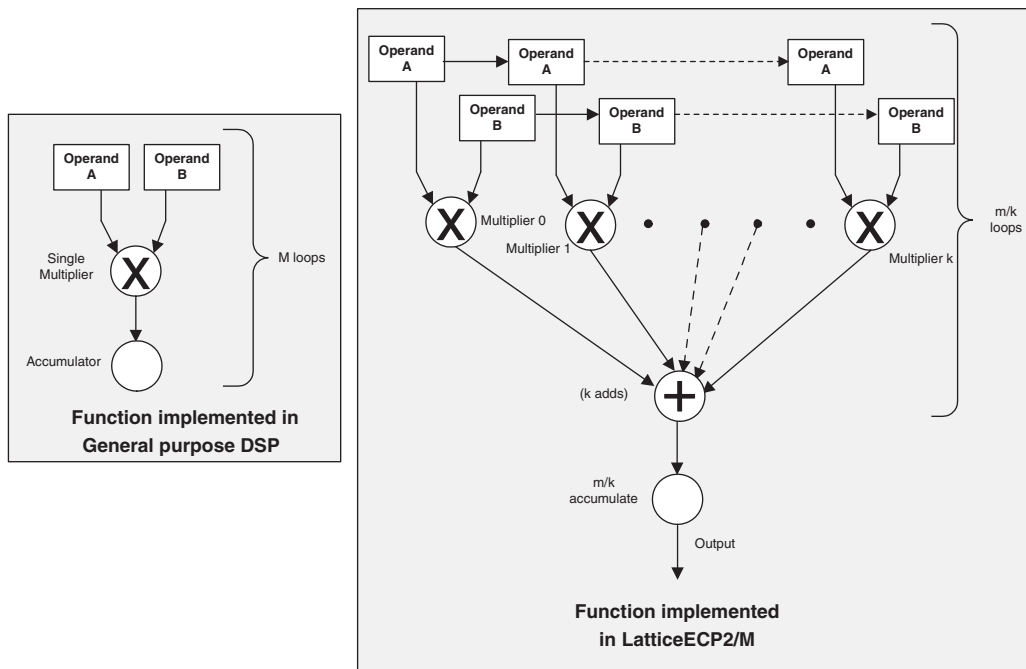 Operand
A
Operand
B
Single
Multiplier
X
M loops
Accumulator
Function implemented in
General purpose DSP
Operand
A
Operand
A
Operand
A
Operand
B
Operand
B
Operand
B
X
Multiplier 0
X
Multiplier 1
X
Multiplier k
m/k
loops
(k adds)
+
m/k
accumulate
Output
Function implemented
in LatticeECP2/M